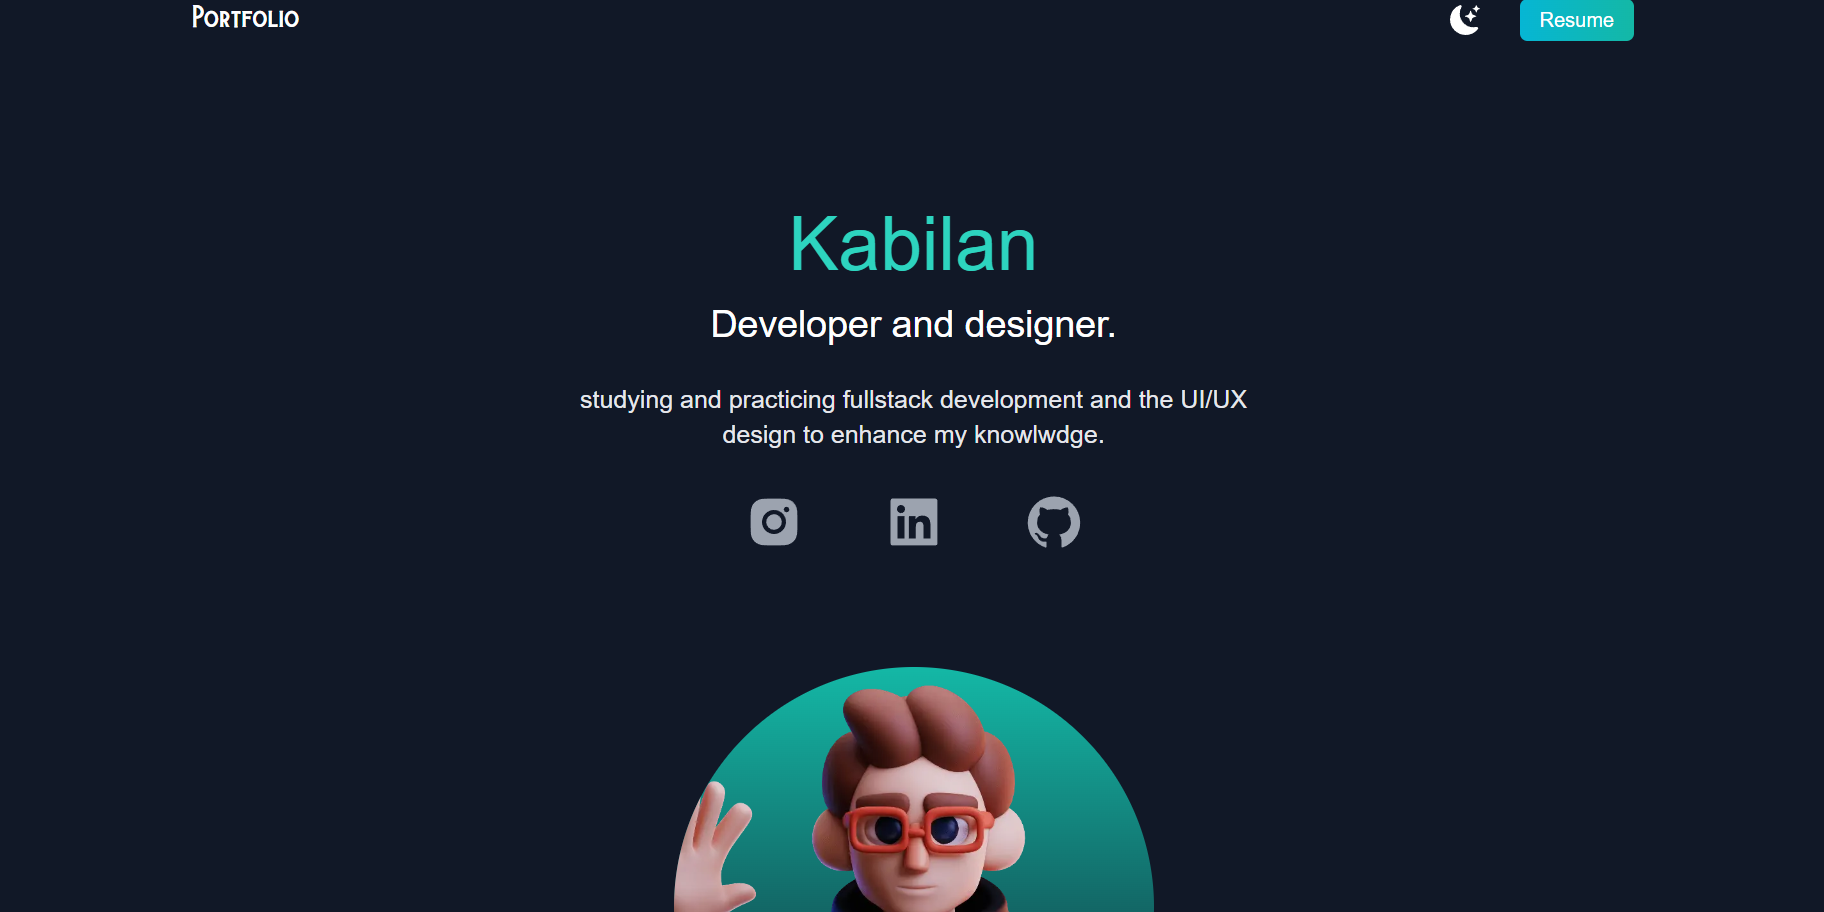 Portfolio
Resume
Kabilan
Developer and designer.
studying and practicing fullstack development and the UI/UX
design to enhance my knowlwdge.
in